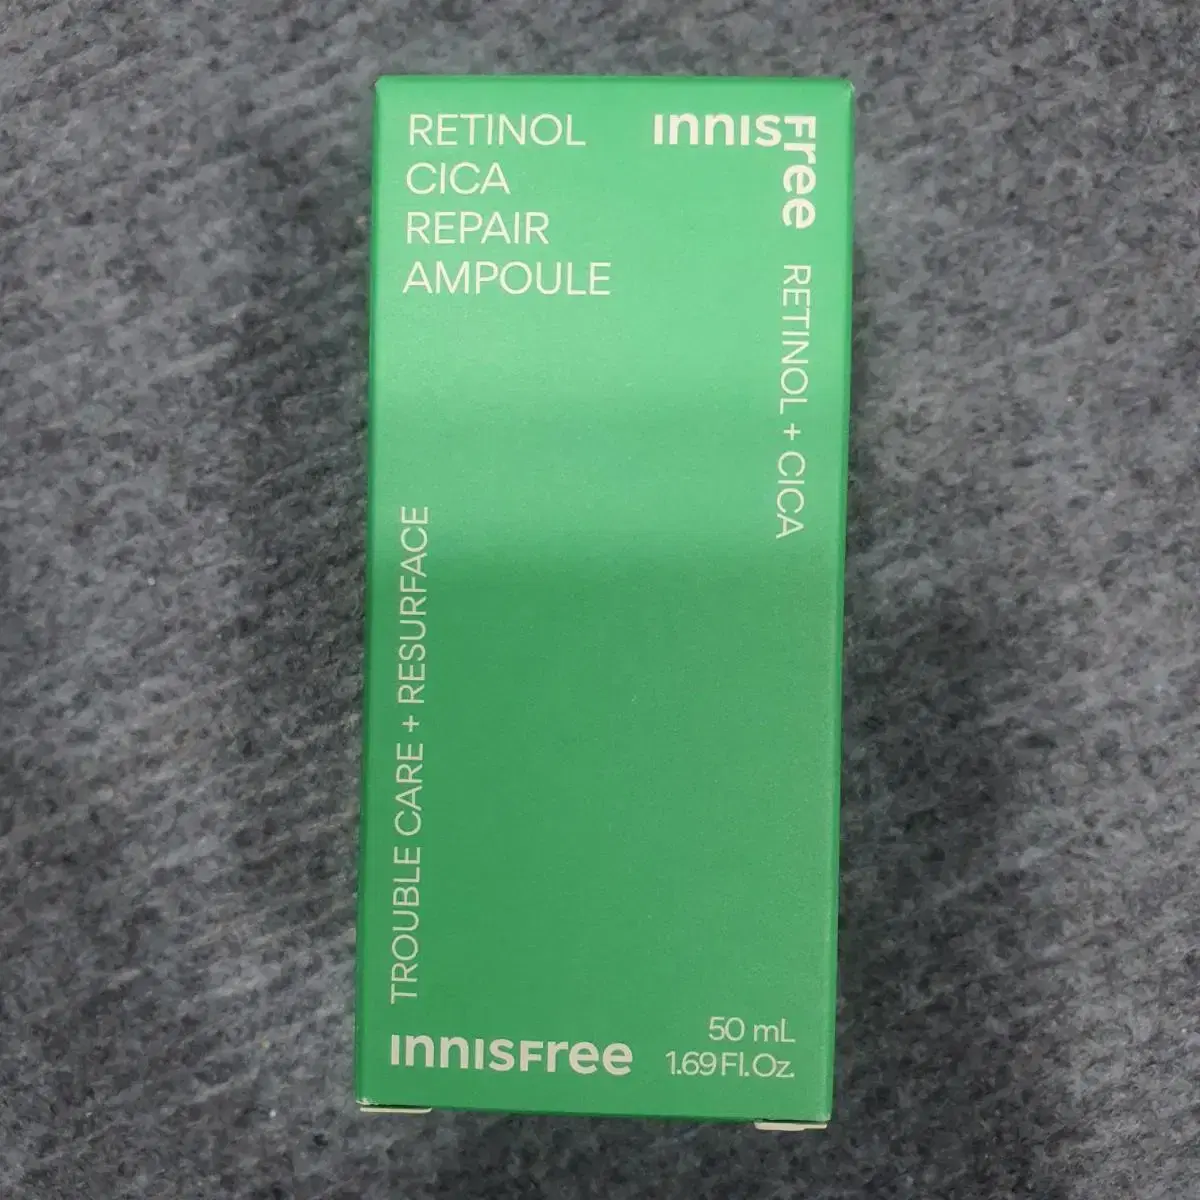 RETINOL
CICA
REPAIR
AMPOULE
INNISFREE
RETINOL + CICA
TROUBLE CARE + RESURFACE
INNISFREE
50 mL
1.69 Fl. Oz.